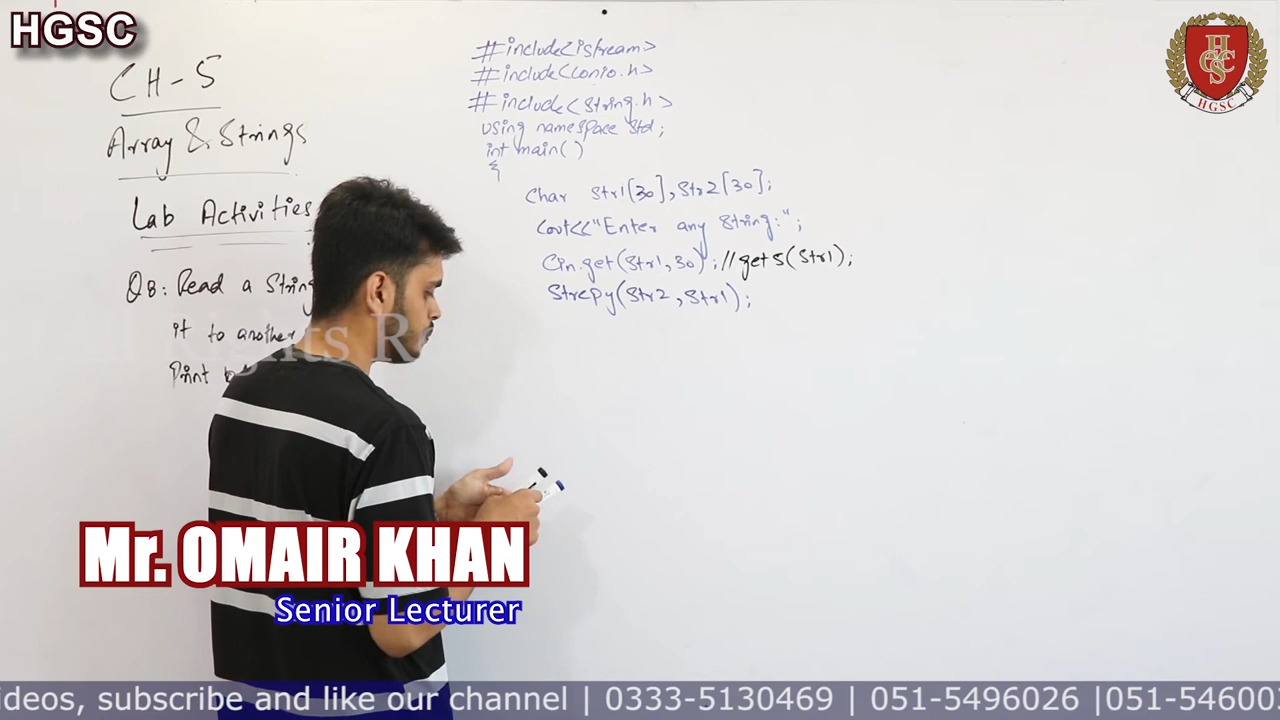 HGSC
CH-5
Array & Strings
Lab Activities
Q8: Read a String
it to another
Print
#include<istream>
#include<conio.h>
#include<string.h>
using namespace std;
int main()
{
Char Str1[30],Str2[30];
Cout<<"Enter any String:";
Cin.get(Str1,30);//gets(Str1);
Strcpy(Str2,Str1);
HGSC
Mr. OMAIR KHAN
Senior Lecturer
ideos, subscribe and like our channel | 0333-5130469 | 051-5496026 |051-54600